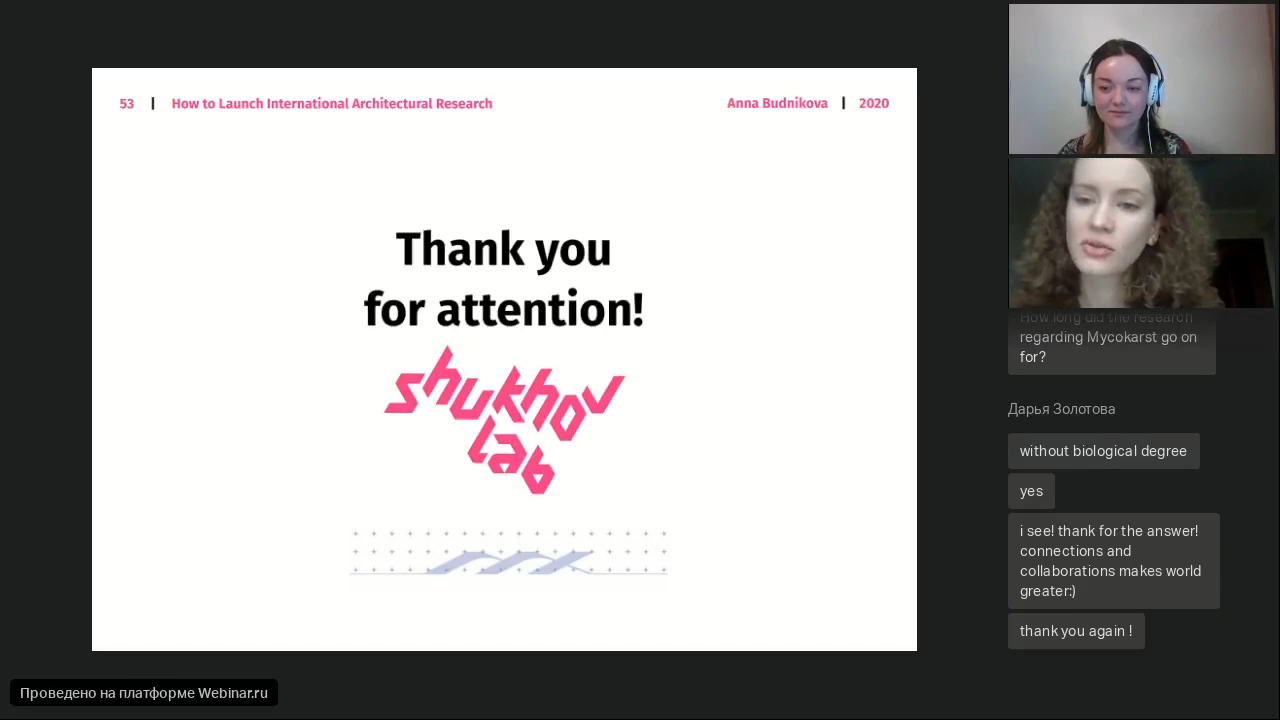 53 | How to Launch International Architectural Research
Anna Budnikova | 2020
Thank you
for attention!
shukhov
lab
How long did the research
regarding Mycokarst go on
for?
Дарья Золотова
without biological degree
yes
i see! thank for the answer!
connections and
collaborations makes world
greater:)
thank you again !
Проведено на платформе Webinar.ru